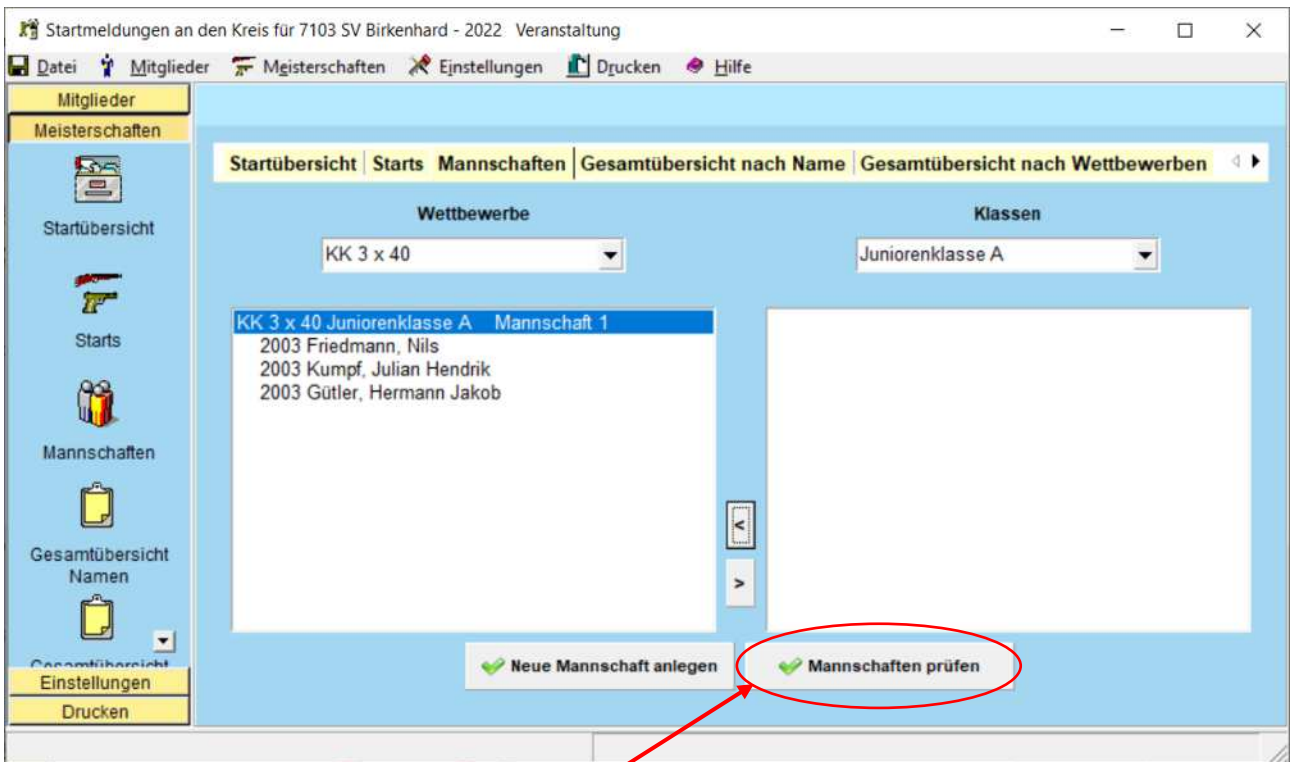 Startmeldungen an den Kreis für 7103 SV Birkenhard - 2022 Veranstaltung
Datei Mitglieder Meisterschaften Einstellungen Drucken Hilfe
Mitglieder
Meisterschaften
Startübersicht
Starts
Mannschaften
Gesamtübersicht
Namen
Gesamtübersicht
Einstellungen
Drucken
Startübersicht Starts Mannschaften Gesamtübersicht nach Name Gesamtübersicht nach Wettbewerben
Wettbewerbe Klassen
KK 3 x 40 Juniorenklasse A
KK 3 x 40 Juniorenklasse A Mannschaft 1
2003 Friedmann, Nils
2003 Kumpf, Julian Hendrik
2003 Gütler, Hermann Jakob
<
>
Neue Mannschaft anlegen Mannschaften prüfen